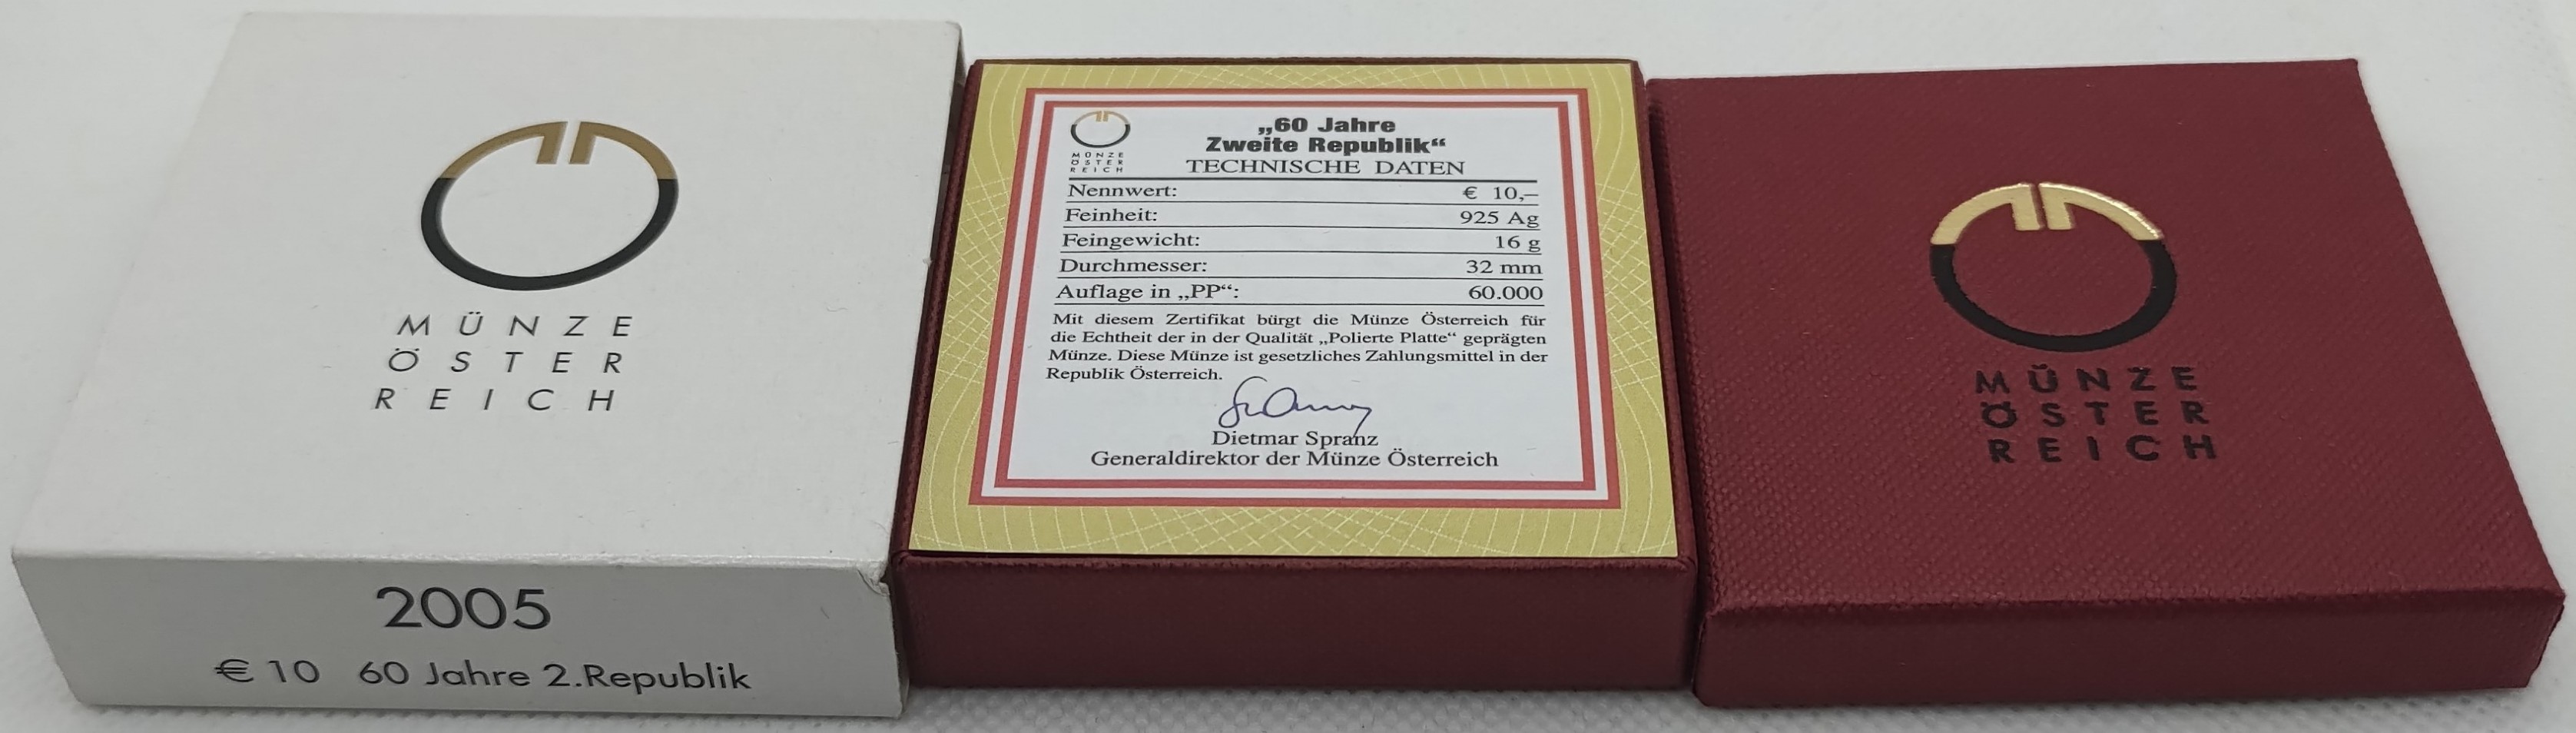 MÜNZE
ÖSTER
REICH
2005
€ 10 60 Jahre 2.Republik
MÜNZE
ÖSTER
REICH
„60 Jahre
Zweite Republik“
TECHNISCHE DATEN
Nennwert: € 10,–
Feinheit: 925 Ag
Feingewicht: 16 g
Durchmesser: 32 mm
Auflage in „PP“: 60.000
Mit diesem Zertifikat bürgt die Münze Österreich für
die Echtheit der in der Qualität „Polierte Platte“ geprägten
Münze. Diese Münze ist gesetzliches Zahlungsmittel in der
Republik Österreich.
Dietmar Spranz
Generaldirektor der Münze Österreich
MÜNZE
ÖSTER
REICH